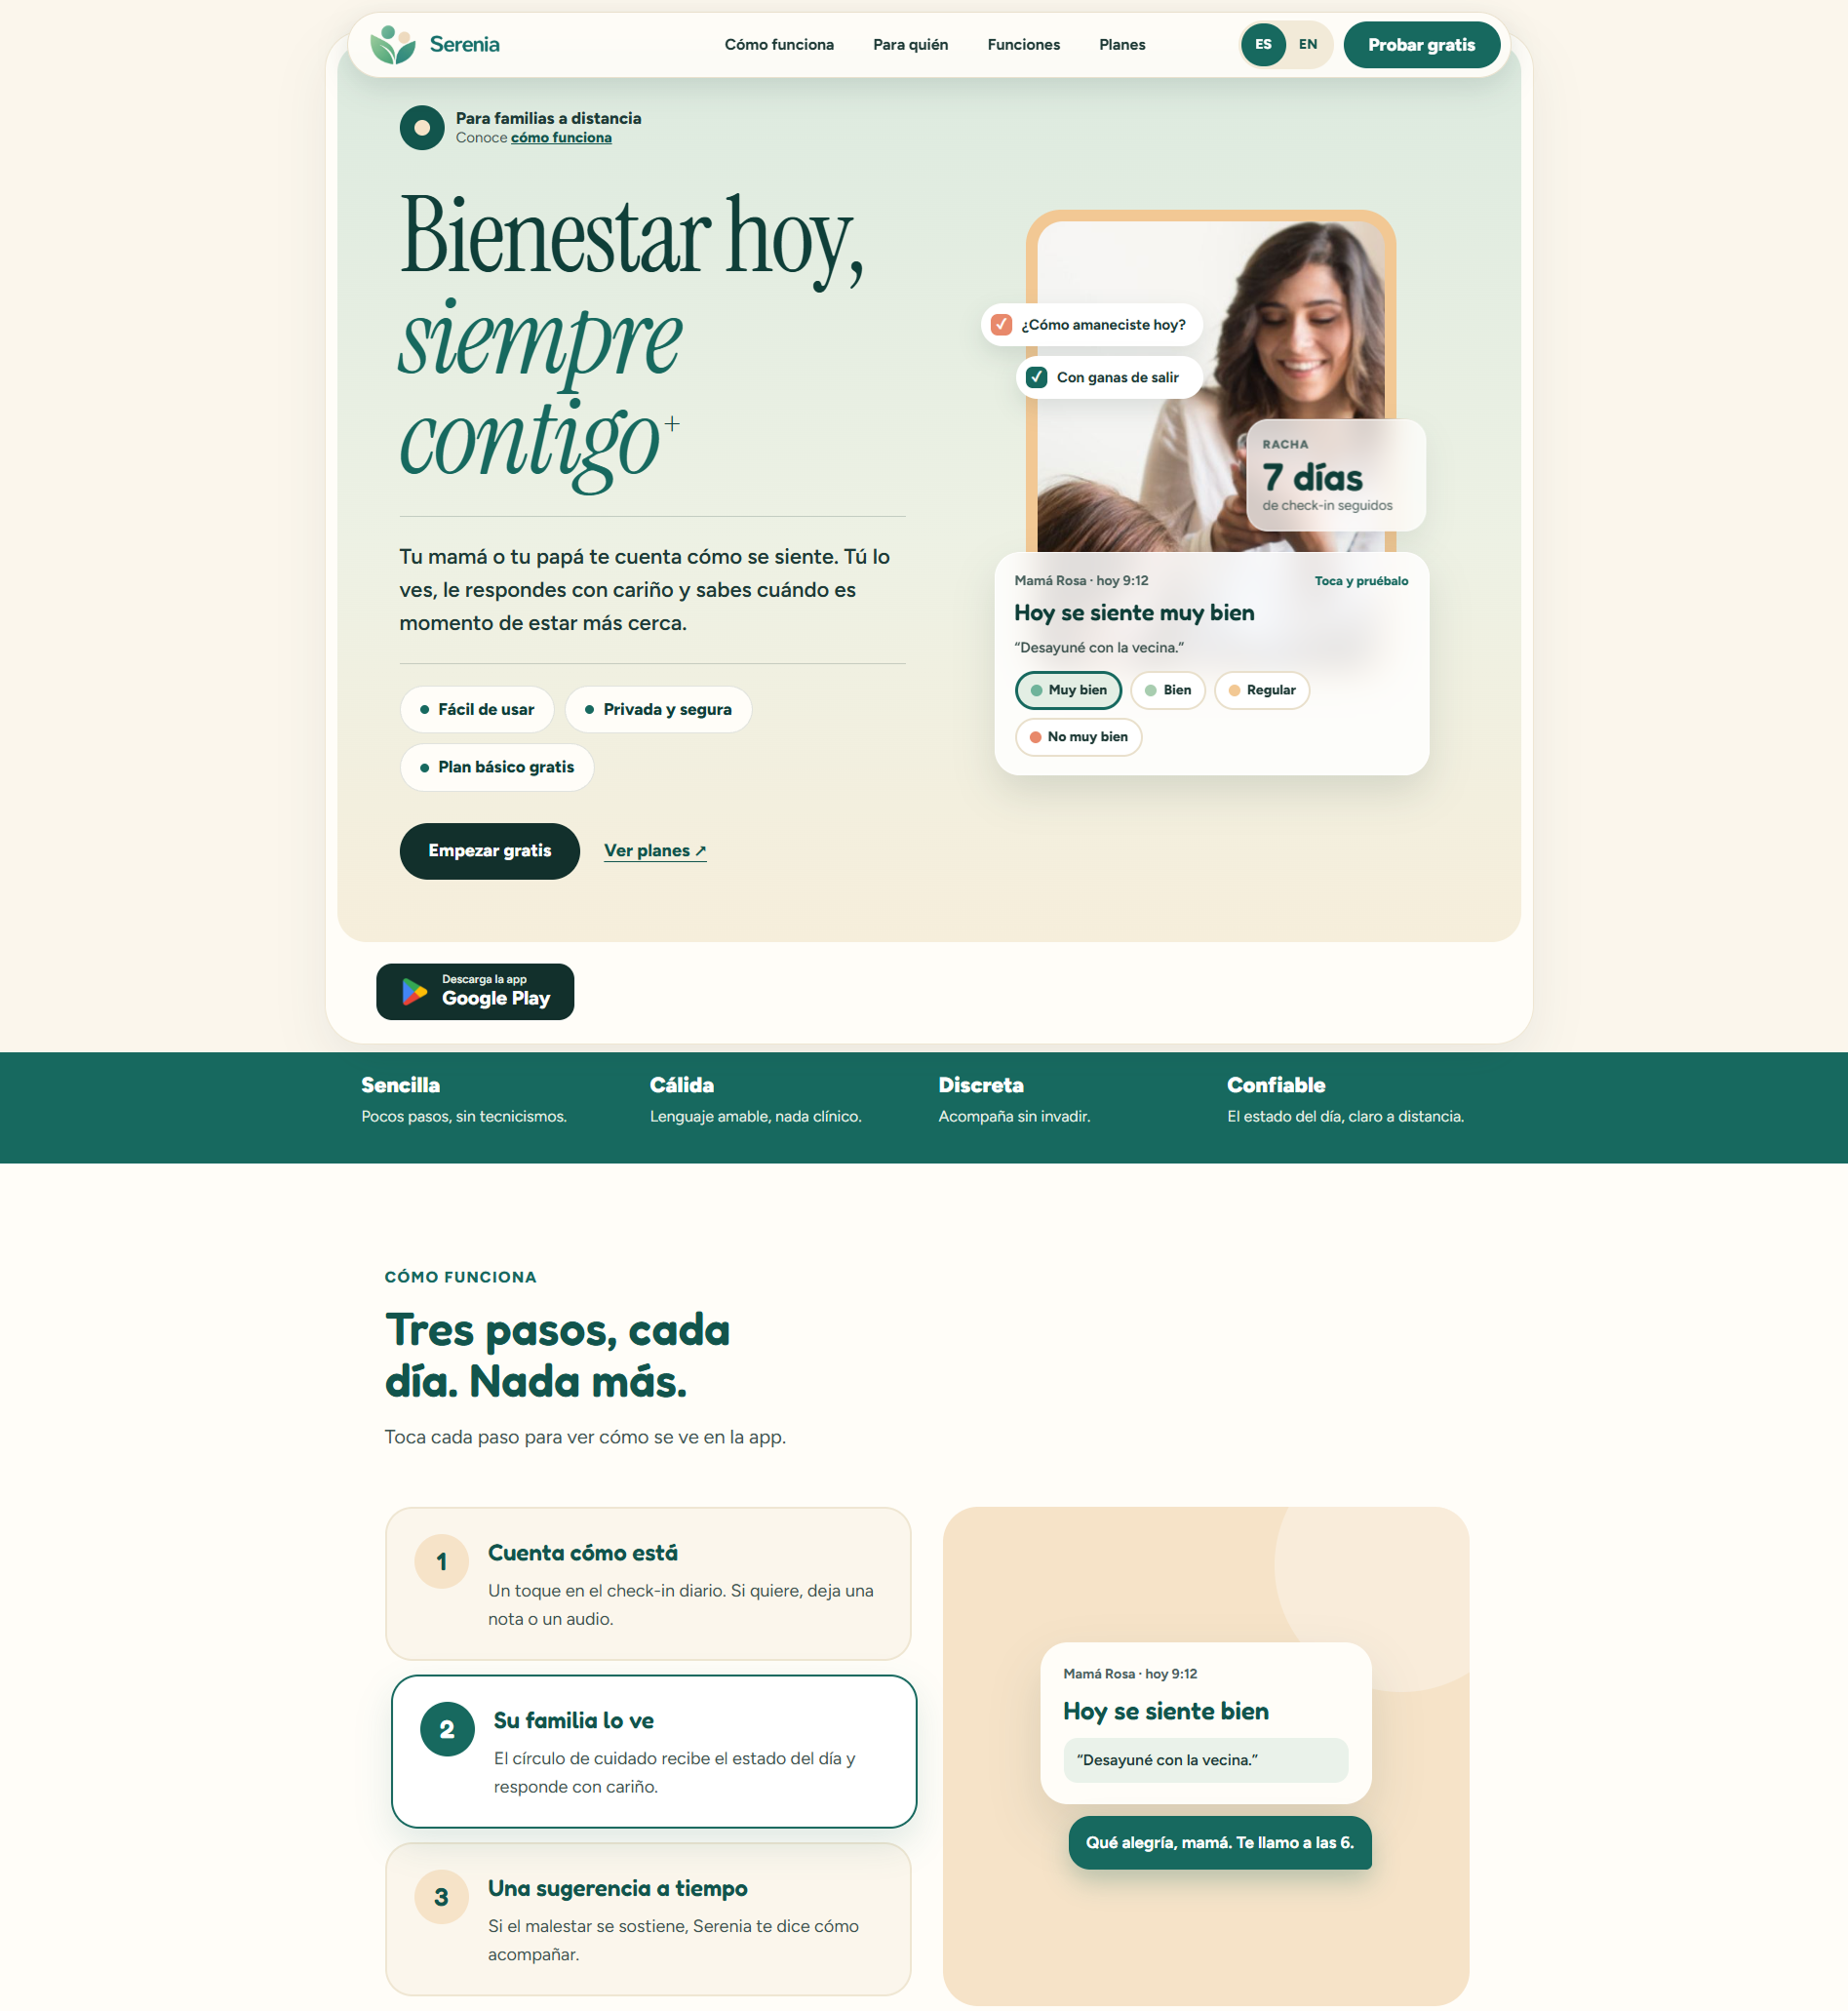 Serenia
Cómo funciona
Para quién
Funciones
Planes
ES
EN
Probar gratis
Para familias a distancia
Conoce cómo funciona
Bienestar hoy,
siempre
contigo+
Tu mamá o tu papá te cuenta cómo se siente. Tú lo
ves, le respondes con cariño y sabes cuándo es
momento de estar más cerca.
Fácil de usar
Privada y segura
Plan básico gratis
Empezar gratis
Ver planes ↗
¿Cómo amaneciste hoy?
Con ganas de salir
RACHA
7 días
de check-in seguidos
Mamá Rosa · hoy 9:12
Toca y pruébalo
Hoy se siente muy bien
“Desayuné con la vecina.”
Muy bien
Bien
Regular
No muy bien
Descarga la app
Google Play
Sencilla
Pocos pasos, sin tecnicismos.
Cálida
Lenguaje amable, nada clínico.
Discreta
Acompaña sin invadir.
Confiable
El estado del día, claro a distancia.
CÓMO FUNCIONA
Tres pasos, cada
día. Nada más.
Toca cada paso para ver cómo se ve en la app.
1
Cuenta cómo está
Un toque en el check-in diario. Si quiere, deja una
nota o un audio.
2
Su familia lo ve
El círculo de cuidado recibe el estado del día y
responde con cariño.
3
Una sugerencia a tiempo
Si el malestar se sostiene, Serenia te dice cómo
acompañar.
Mamá Rosa · hoy 9:12
Hoy se siente bien
“Desayuné con la vecina.”
Qué alegría, mamá. Te llamo a las 6.